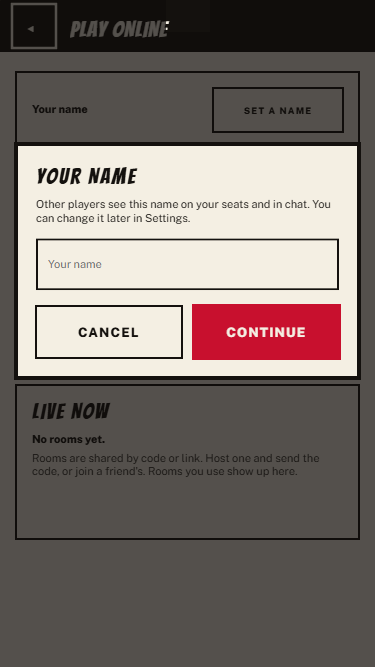 PLAY ONLINE
Your name
SET A NAME
YOUR NAME
Other players see this name on your seats and in chat. You
can change it later in Settings.
Your name
CANCEL
CONTINUE
LIVE NOW
No rooms yet.
Rooms are shared by code or link. Host one and send the
code, or join a friend's. Rooms you use show up here.